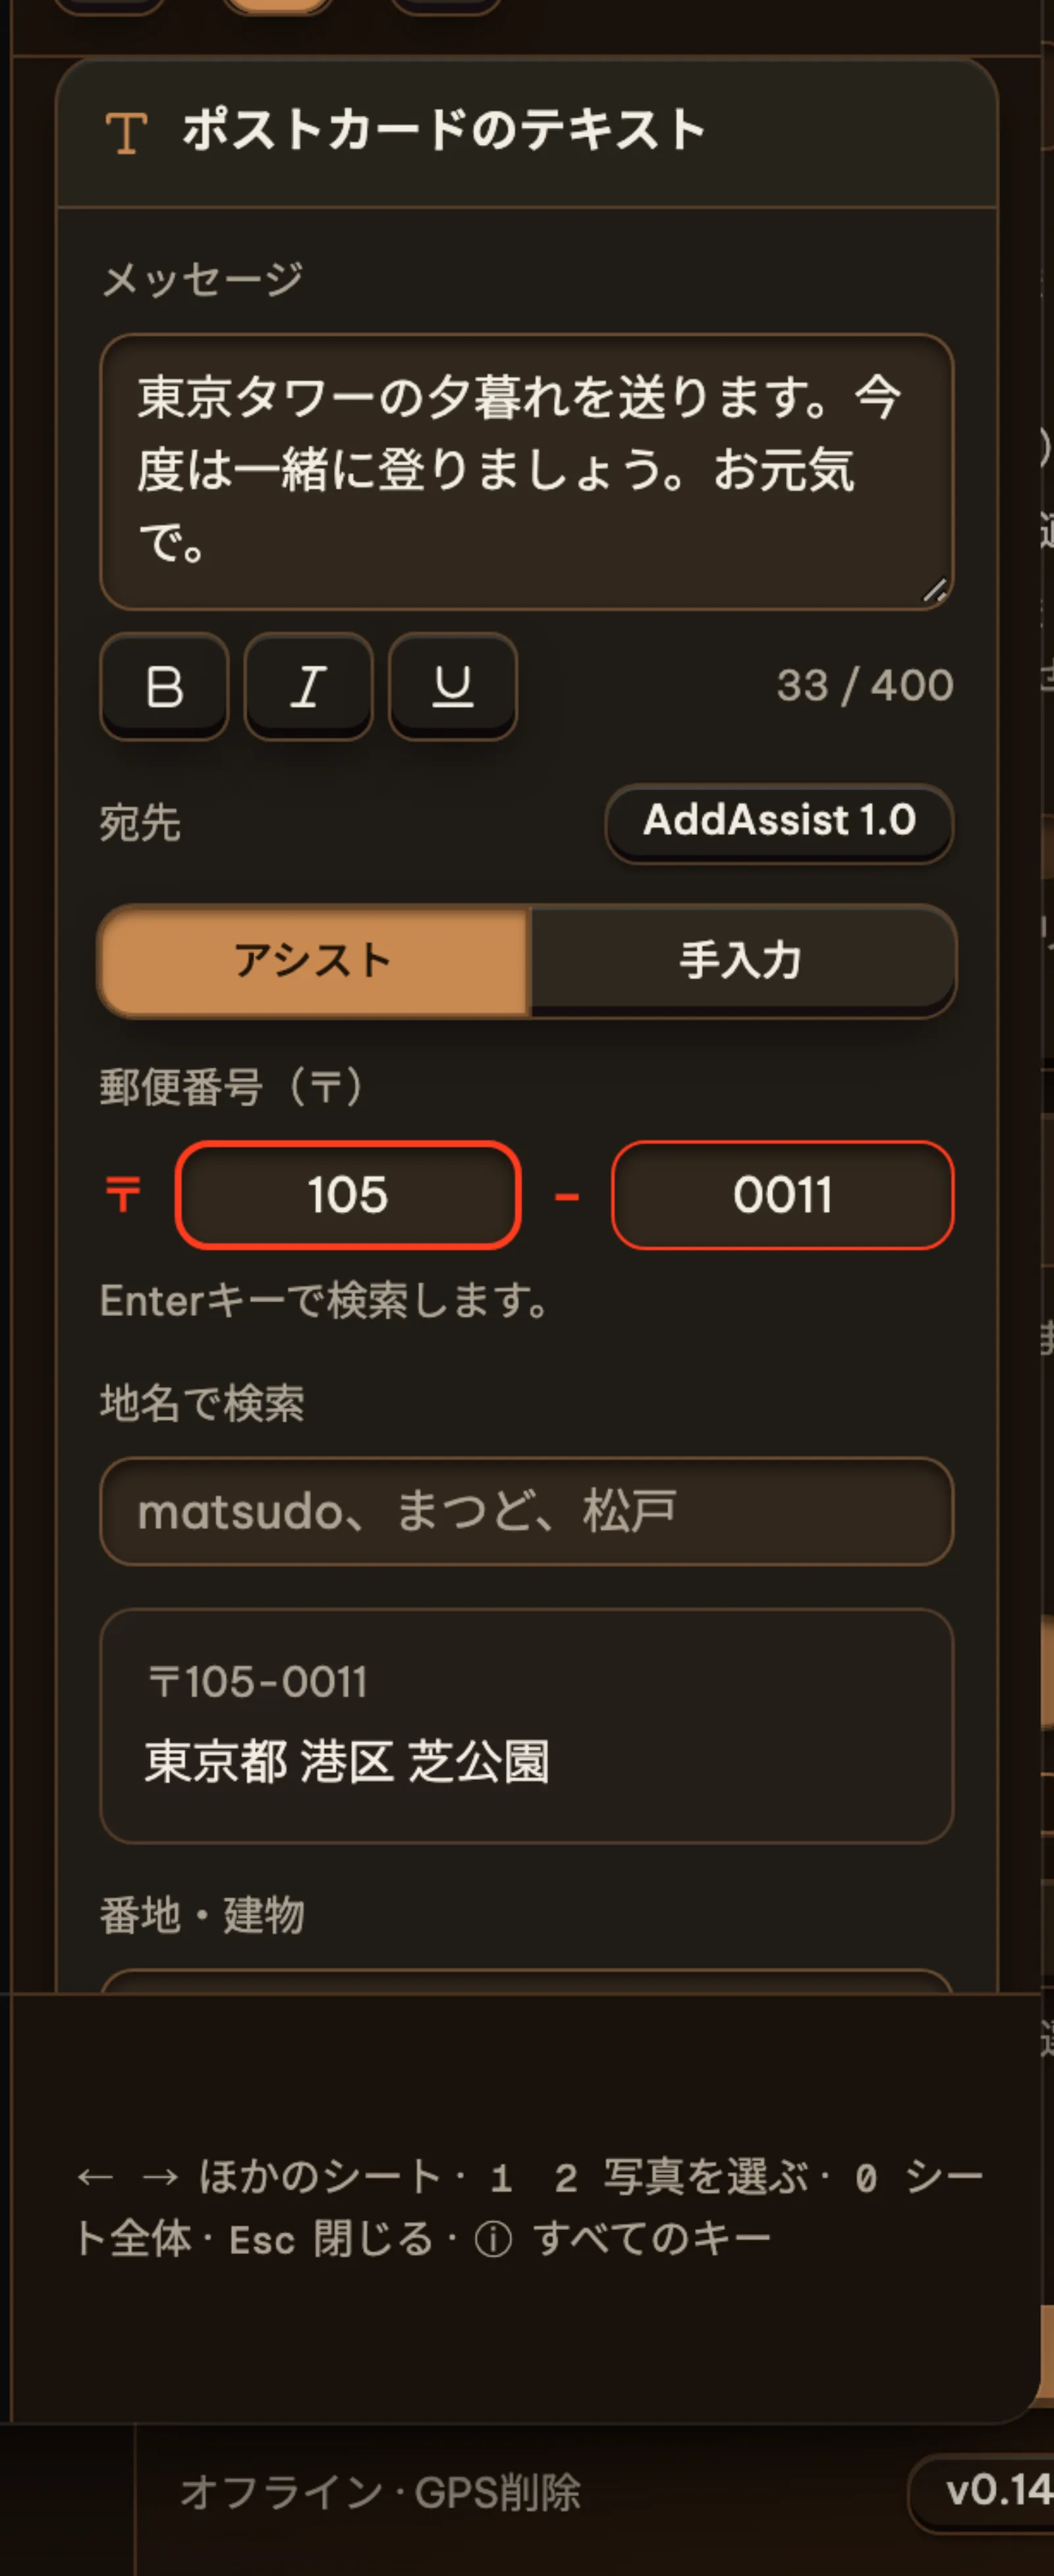 ポストカードのテキスト
メッセージ
東京タワーの夕暮れを送ります。今
度は一緒に登りましょう。お元気
で。
B I U 33 / 400
宛先 AddAssist 1.0
アシスト 手入力
郵便番号（〒）
〒 105 - 0011
Enterキーで検索します。
地名で検索
matsudo、まつど、松戸
〒105-0011
東京都 港区 芝公園
番地・建物
← → ほかのシート · 1 2 写真を選ぶ · 0 シー
ト全体 · Esc 閉じる · ⓘ すべてのキー
オフライン · GPS削除 v0.14